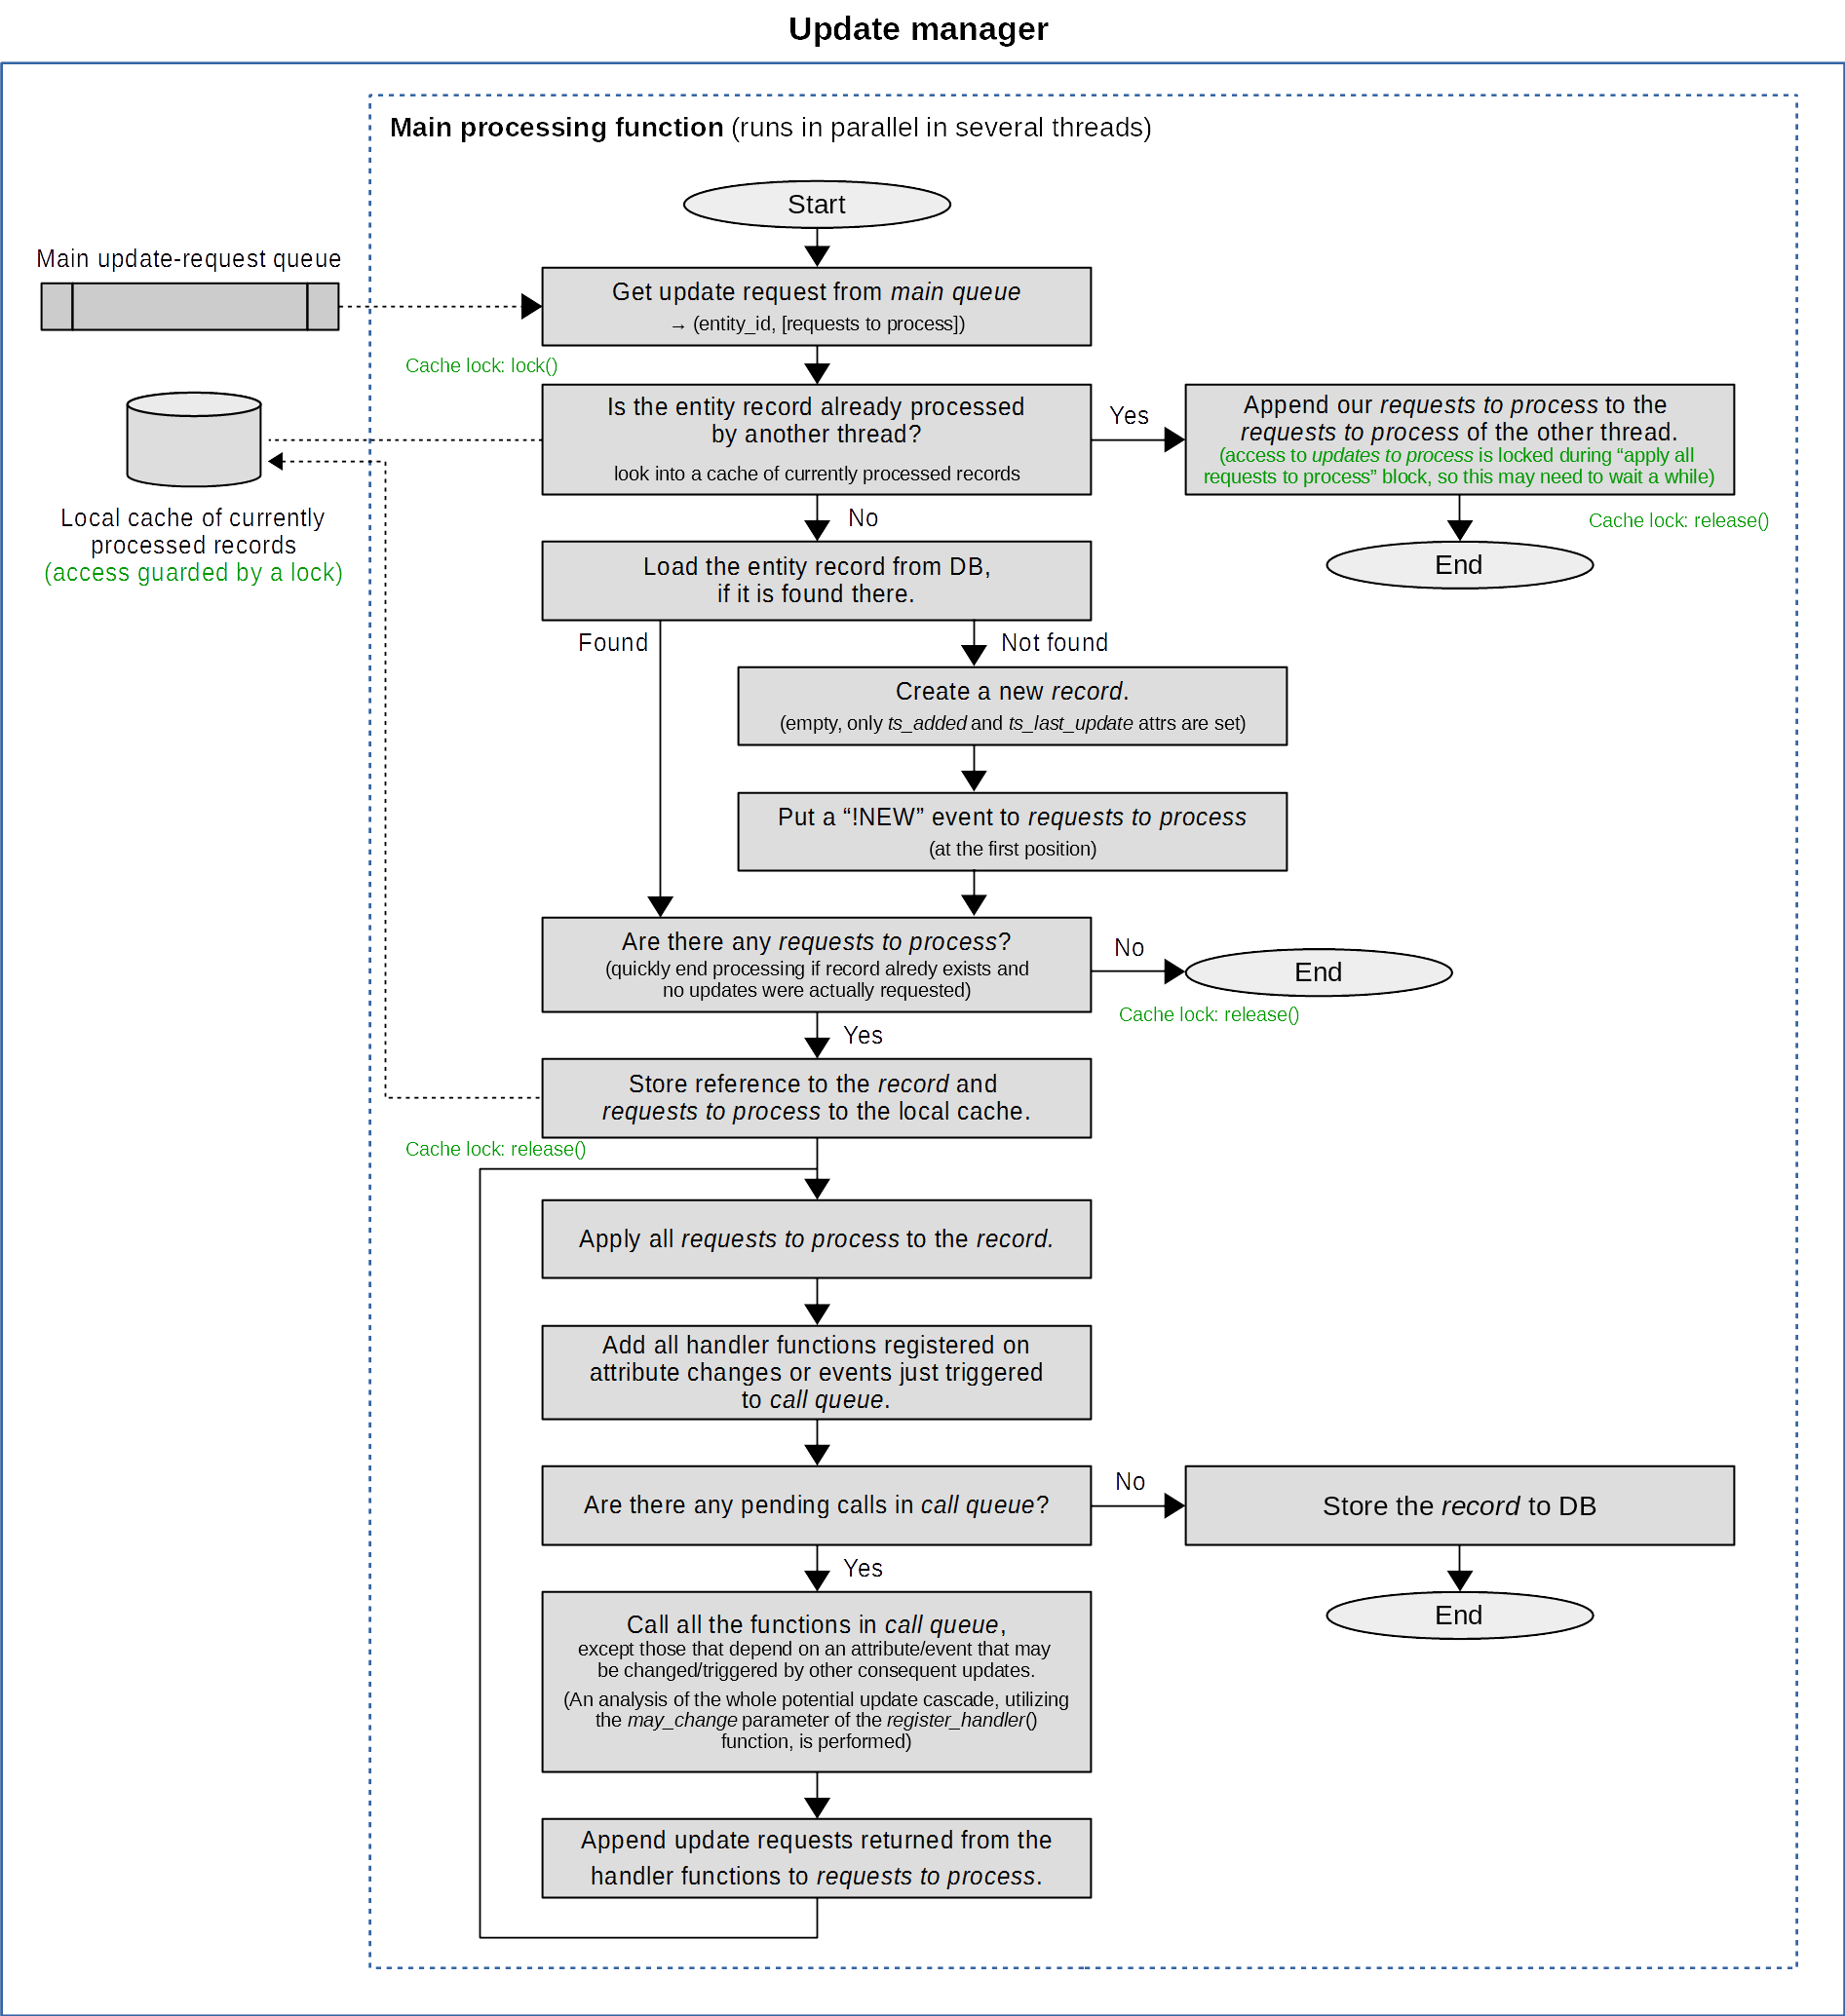 Update manager
Main processing function (runs in parallel in several threads)
Start
Main update-request queue
Get update request from main queue
→ (entity_id, [requests to process])
Cache lock: lock()
Is the entity record already processed
by another thread?
look into a cache of currently processed records
Yes
Append our requests to process to the
requests to process of the other thread.
(access to updates to process is locked during “apply all
requests to process” block, so this may need to wait a while)
Cache lock: release()
End
Local cache of currently
processed records
(access guarded by a lock)
No
Load the entity record from DB,
if it is found there.
Found
Not found
Create a new record.
(empty, only ts_added and ts_last_update attrs are set)
Put a “!NEW” event to requests to process
(at the first position)
Are there any requests to process?
(quickly end processing if record alredy exists and
no updates were actually requested)
No
End
Cache lock: release()
Yes
Store reference to the record and
requests to process to the local cache.
Cache lock: release()
Apply all requests to process to the record.
Add all handler functions registered on
attribute changes or events just triggered
to call queue.
Are there any pending calls in call queue?
No
Store the record to DB
End
Yes
Call all the functions in call queue,
except those that depend on an attribute/event that may
be changed/triggered by other consequent updates.
(An analysis of the whole potential update cascade, utilizing
the may_change parameter of the register_handler()
function, is performed)
Append update requests returned from the
handler functions to requests to process.